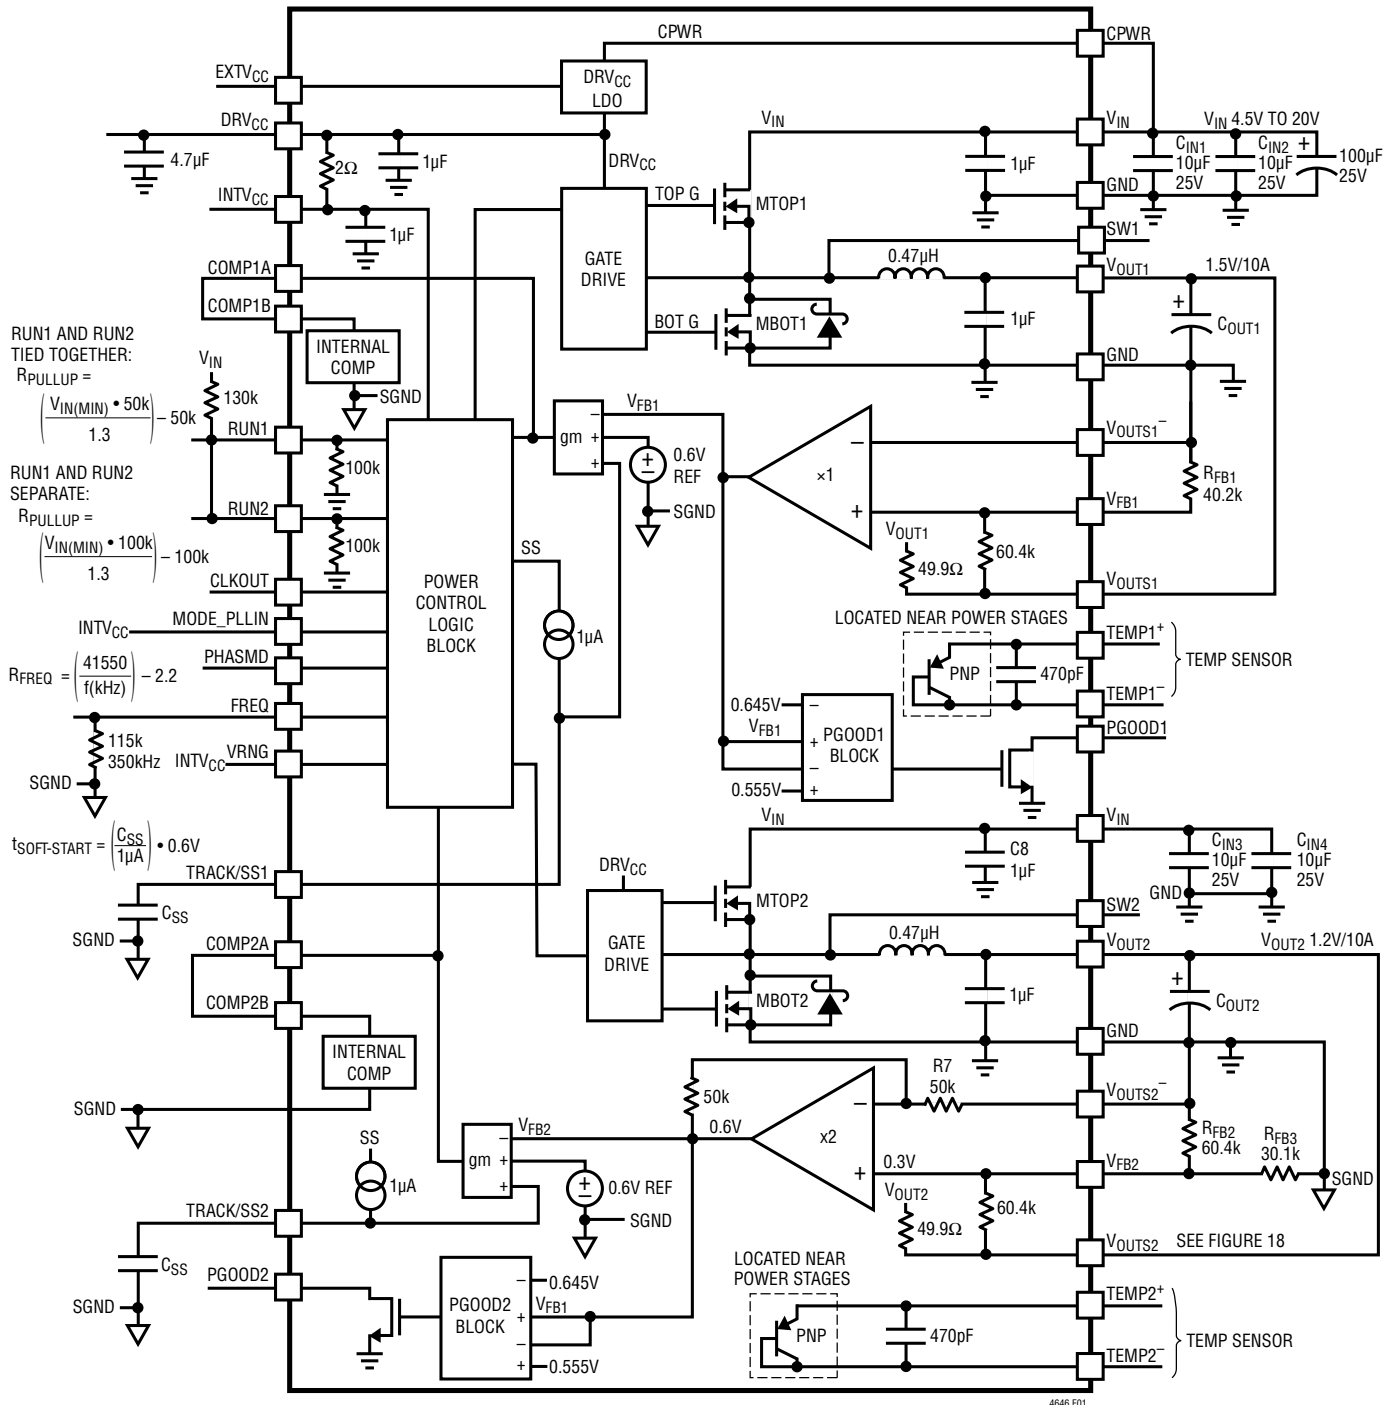 CPWR
CPWR
EXTVCC
DRVCC
LDO
DRVCC
4.7µF
2Ω
1µF
DRVCC
VIN
VIN
VIN 4.5V TO 20V
1µF
CIN1
10µF
25V
CIN2
10µF
25V
+
100µF
25V
GND
INTVCC
1µF
TOP G
MTOP1
SW1
GATE
DRIVE
0.47µH
VOUT1
1.5V/10A
COMP1A
COMP1B
BOT G
MBOT1
1µF
+
COUT1
GND
INTERNAL
COMP
SGND
RUN1 AND RUN2
TIED TOGETHER:
RPULLUP =
(VIN(MIN) • 50k / 1.3) – 50k
VIN
130k
RUN1
100k
RUN1 AND RUN2
SEPARATE:
RPULLUP =
(VIN(MIN) • 100k / 1.3) – 100k
RUN2
100k
gm
–
+
+
VFB1
0.6V
REF
SGND
×1
–
+
VOUTS1–
RFB1
40.2k
VFB1
VOUT1
49.9Ω
60.4k
VOUTS1
POWER
CONTROL
LOGIC
BLOCK
SS
1µA
CLKOUT
INTVCC
MODE_PLLIN
PHASMD
RFREQ = (41550 / f(kHz)) – 2.2
FREQ
115k
350kHz
SGND
INTVCC
VRNG
LOCATED NEAR POWER STAGES
PNP
470pF
TEMP1+
TEMP1–
TEMP SENSOR
0.645V
VFB1
0.555V
–
+
–
+
PGOOD1
BLOCK
PGOOD1
tSOFT-START = (CSS / 1µA) • 0.6V
TRACK/SS1
CSS
SGND
VIN
VIN
C8
1µF
CIN3
10µF
25V
CIN4
10µF
25V
GND
DRVCC
GATE
DRIVE
MTOP2
SW2
0.47µH
VOUT2
VOUT2 1.2V/10A
COMP2A
COMP2B
MBOT2
1µF
+
COUT2
GND
INTERNAL
COMP
SGND
50k
R7
50k
x2
–
+
0.6V
0.3V
VOUTS2–
RFB2
60.4k
RFB3
30.1k
VFB2
SGND
VFB2
gm
–
+
+
0.6V REF
SGND
SS
1µA
TRACK/SS2
CSS
SGND
VOUT2
49.9Ω
60.4k
VOUTS2
SEE FIGURE 18
PGOOD2
PGOOD2
BLOCK
–
+
–
+
0.645V
VFB1
0.555V
LOCATED NEAR
POWER STAGES
PNP
470pF
TEMP2+
TEMP2–
TEMP SENSOR
4646 F01